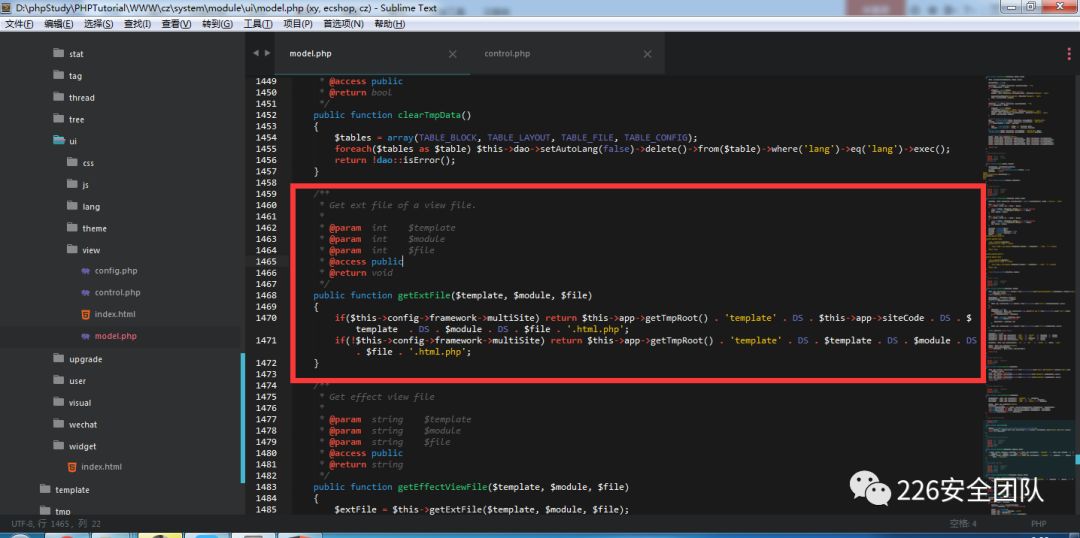 D:\phpStudy\PHPTutorial\WWW\cz\system\module\ui\model.php (xy, ecshop, cz) - Sublime Text
文件(F) 编辑(E) 选择(S) 查找(I) 查看(V) 转到(G) 工具(T) 项目(P) 首选项(N) 帮助(H)
stat
tag
thread
tree
ui
css
js
lang
theme
view
config.php
control.php
index.html
model.php
upgrade
user
visual
wechat
widget
index.html
template
tmp
model.php
control.php
1449 * @access public
1450 * @return bool
1451 */
1452 public function clearTmpData()
1453 {
1454 $tables = array(TABLE_BLOCK, TABLE_LAYOUT, TABLE_FILE, TABLE_CONFIG);
1455 foreach($tables as $table) $this->dao->setAutoLang(false)->delete()->from($table)->where('lang')->eq('lang')->exec();
1456 return !dao::isError();
1457 }
1458
1459 /**
1460 * Get ext file of a view file.
1461 *
1462 * @param int $template
1463 * @param int $module
1464 * @param int $file
1465 * @access public
1466 * @return void
1467 */
1468 public function getExtFile($template, $module, $file)
1469 {
1470 if($this->config->framework->multiSite) return $this->app->getTmpRoot() . 'template' . DS . $this->app->siteCode . DS . $
template . DS . $module . DS . $file . '.html.php';
1471 if(!$this->config->framework->multiSite) return $this->app->getTmpRoot() . 'template' . DS . $template . DS . $module . DS
. $file . '.html.php';
1472 }
1473
1474 /**
1475 * Get effect view file
1476 *
1477 * @param string $template
1478 * @param string $module
1479 * @param string $file
1480 * @access public
1481 * @return string
1482 */
1483 public function getEffectViewFile($template, $module, $file)
1484 {
1485 $extFile = $this->getExtFile($template, $module, $file);
226安全团队
UTF-8, 行 1465, 列 22
空格: 4
PHP